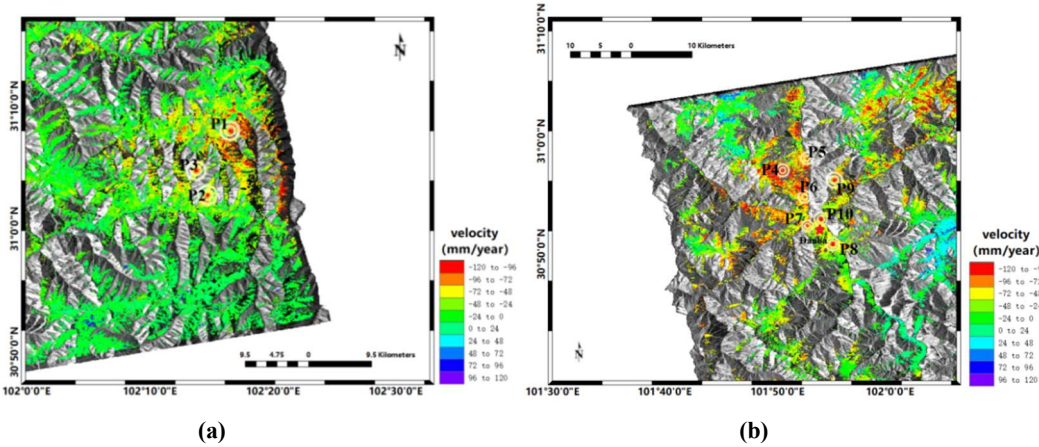 N
31°10'0"N
31°0'0"N
30°50'0"N
102°0'0"E
102°10'0"E
102°20'0"E
102°30'0"E
P1
P3
P2
9.5 4.75 0 9.5 Kilometers
velocity
(mm/year)
-120 to -96
-96 to -72
-72 to -48
-48 to -24
-24 to 0
0 to 24
24 to 48
48 to 72
72 to 96
96 to 120
(a)
10 5 0 10 Kilometers
31°10'0"N
31°0'0"N
30°50'0"N
101°30'0"E
101°40'0"E
101°50'0"E
102°0'0"E
P5
P4
P9
P6
P7
P10
Danba
P8
N
velocity
(mm/year)
-120 to -96
-96 to -72
-72 to -48
-48 to -24
-24 to 0
0 to 24
24 to 48
48 to 72
72 to 96
96 to 120
(b)